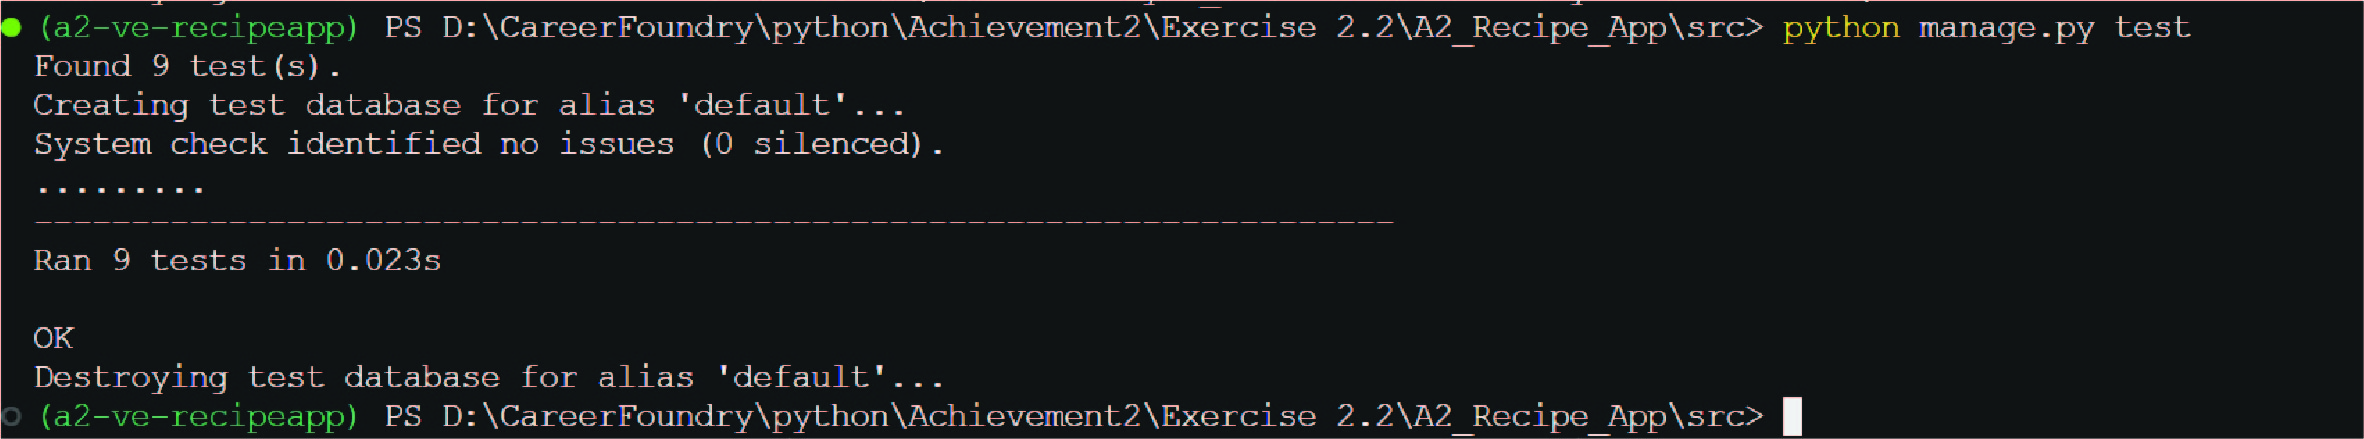 (a2-ve-recipeapp) PS D:\CareerFoundry\python\Achievement2\Exercise 2.2\A2_Recipe_App\src> python manage.py test
Found 9 test(s).
Creating test database for alias 'default'...
System check identified no issues (0 silenced).
.........
----------------------------------------------------------------------
Ran 9 tests in 0.023s
OK
Destroying test database for alias 'default'...
(a2-ve-recipeapp) PS D:\CareerFoundry\python\Achievement2\Exercise 2.2\A2_Recipe_App\src>